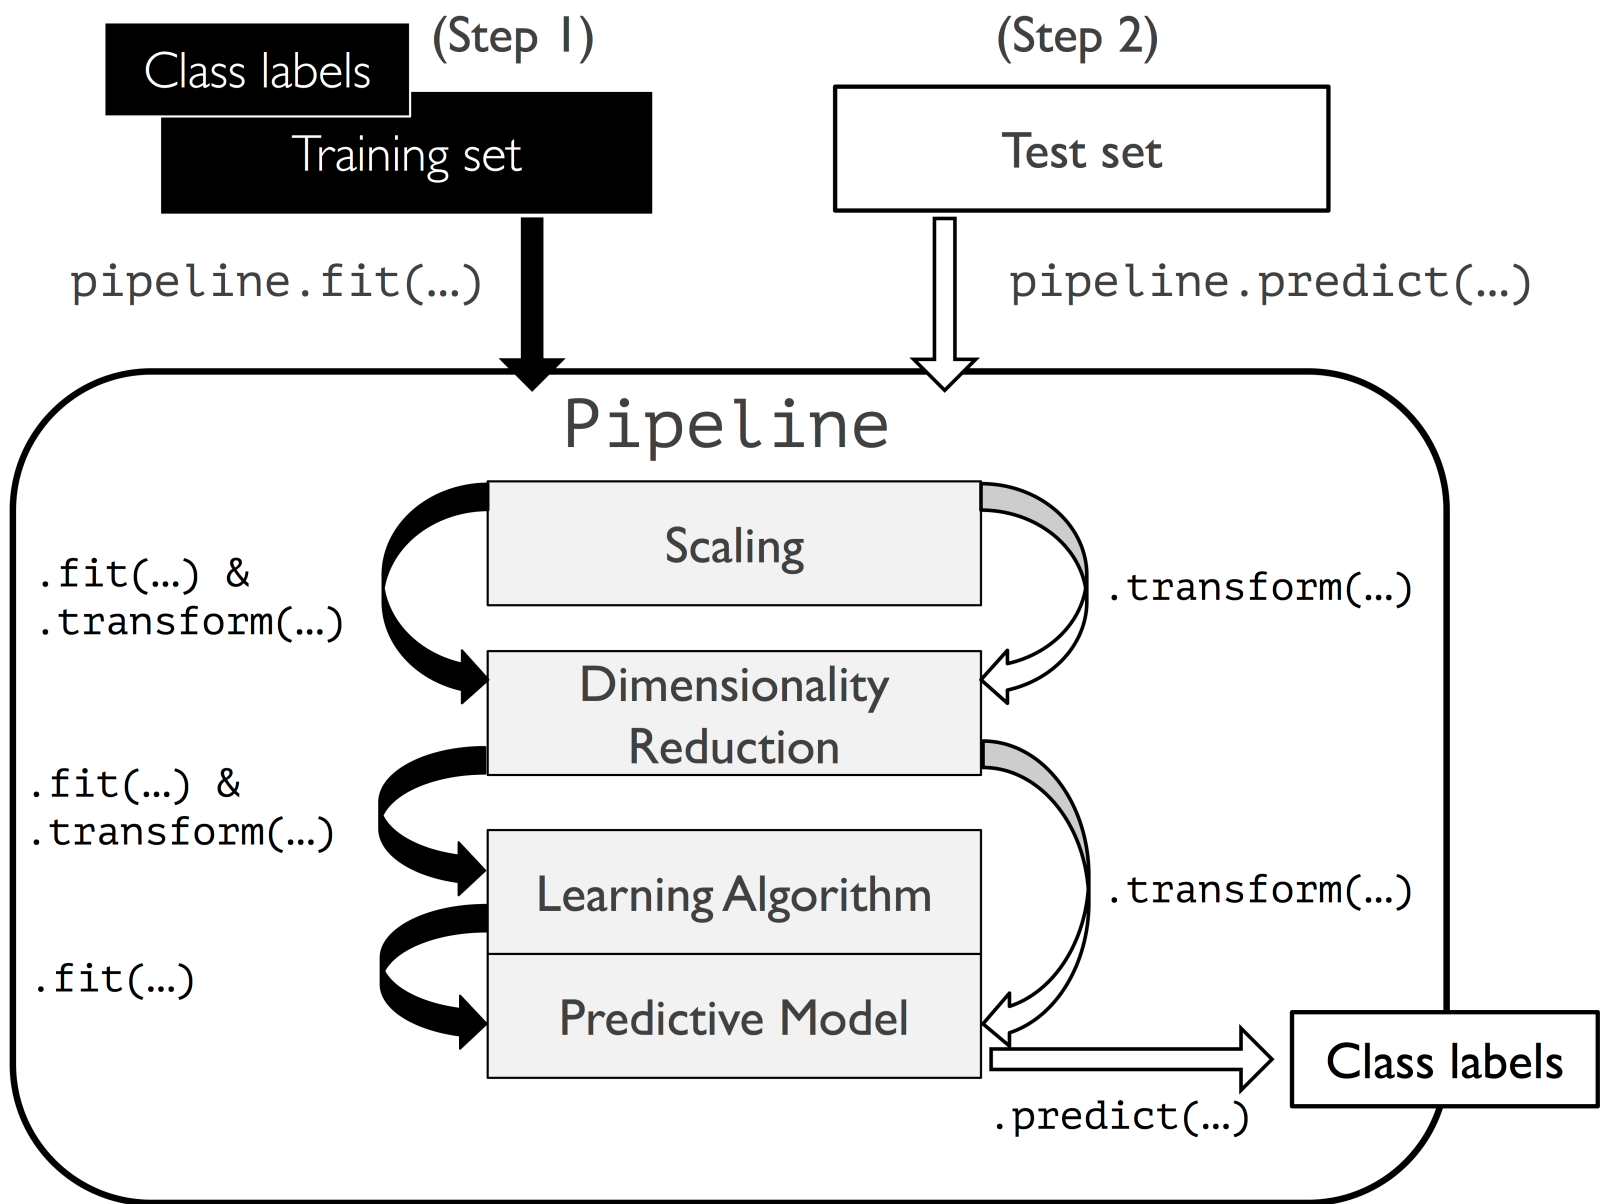 (Step 1)
(Step 2)
Class labels
Training set
Test set
pipeline.fit(…)
pipeline.predict(…)
Pipeline
Scaling
.fit(…) &
.transform(…)
.transform(…)
Dimensionality
Reduction
.fit(…) &
.transform(…)
.transform(…)
Learning Algorithm
.fit(…)
Predictive Model
Class labels
.predict(…)